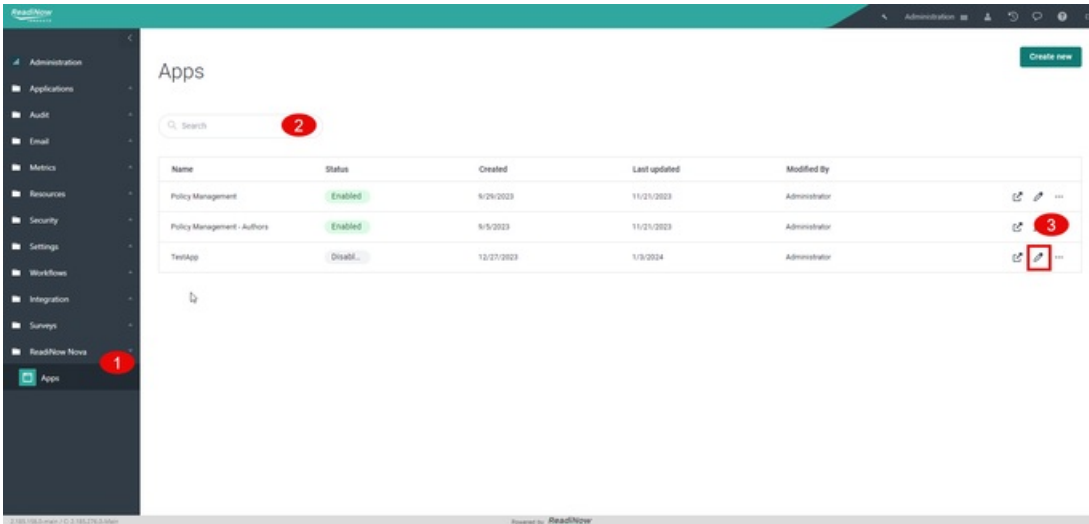 ReadiNow
Administration
Administration
Applications
Audit
Email
Metrics
Resources
Security
Settings
Workflows
Integration
Surveys
ReadiNow Nova
1
Apps
Apps
Create new
Search
2
Name Status Created Last updated Modified By
Policy Management Enabled 9/29/2023 11/21/2023 Administrator
Policy Management - Authors Enabled 9/5/2023 11/21/2023 Administrator
3
TestApp Disabl... 12/27/2023 1/3/2024 Administrator
Powered by ReadiNow